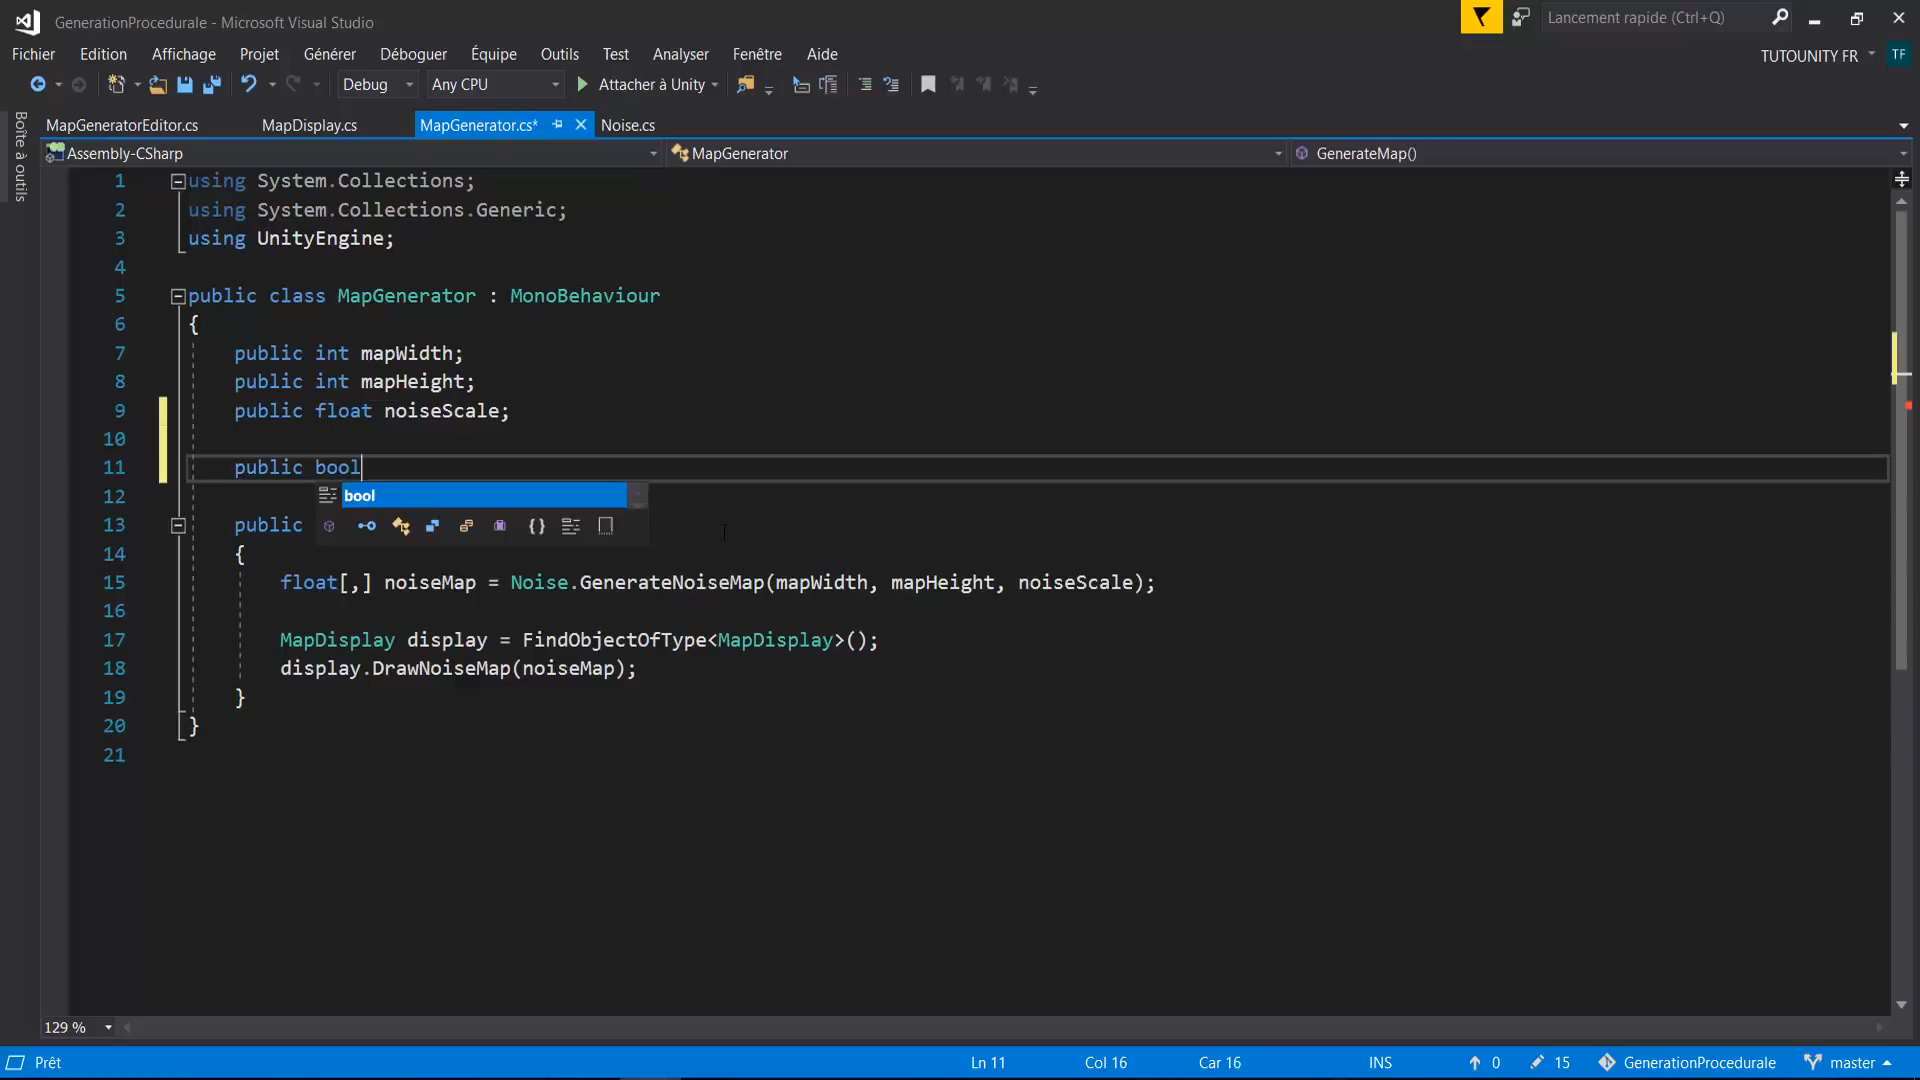 GenerationProcedurale - Microsoft Visual Studio
Lancement rapide (Ctrl+Q)
Fichier Edition Affichage Projet Générer Déboguer Équipe Outils Test Analyser Fenêtre Aide
TUTOUNITY FR TF
Debug Any CPU Attacher à Unity
Boîte à outils
MapGeneratorEditor.cs MapDisplay.cs MapGenerator.cs* Noise.cs
Assembly-CSharp MapGenerator GenerateMap()
1 using System.Collections;
2 using System.Collections.Generic;
3 using UnityEngine;
4
5 public class MapGenerator : MonoBehaviour
6 {
7 public int mapWidth;
8 public int mapHeight;
9 public float noiseScale;
10
11 public bool
12 bool
13 public
14 {
15 float[,] noiseMap = Noise.GenerateNoiseMap(mapWidth, mapHeight, noiseScale);
16
17 MapDisplay display = FindObjectOfType<MapDisplay>();
18 display.DrawNoiseMap(noiseMap);
19 }
20 }
21
129 %
Prêt Ln 11 Col 16 Car 16 INS 0 15 GenerationProcedurale master